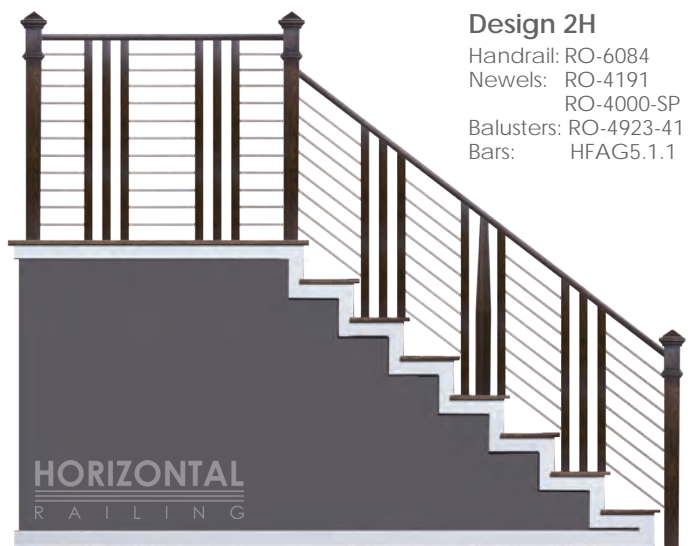 Design 2H
Handrail: RO-6084
Newels: RO-4191
RO-4000-SP
Balusters: RO-4923-41
Bars: HFAG5.1.1
HORIZONTAL
RAILING